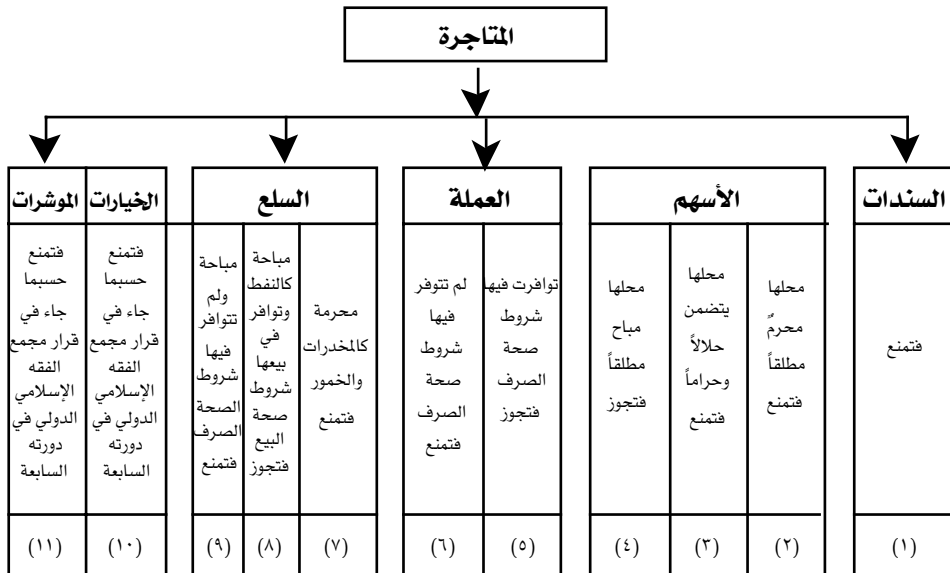 المتاجرة
السندات
فتمنع
(١)
الأسهم
محلها
محرمٌ
مطلقاً
فتمنع
(٢)
محلها
يتضمن
حلالاً
وحراماً
فتمنع
(٣)
محلها
مباح
مطلقاً
فتجوز
(٤)
العملة
توافرت فيها
شروط
صحة
الصرف
فتجوز
(٥)
لم تتوفر
فيها
شروط
صحة
الصرف
فتمنع
(٦)
السلع
محرمة
كالمخدرات
والخمور
فتمنع
(٧)
مباحة
كالنفط
وتوافر
في
بيعها
شروط
صحة
البيع
فتجوز
(٨)
مباحة
ولم
تتوافر
فيها
شروط
الصحة
الصرف
فتمنع
(٩)
الخيارات
فتمنع
حسبما
جاء في
قرار مجمع
الفقه
الإسلامي
الدولي في
دورته
السابعة
(١٠)
الموشرات
فتمنع
حسبما
جاء في
قرار مجمع
الفقه
الإسلامي
الدولي في
دورته
السابعة
(١١)